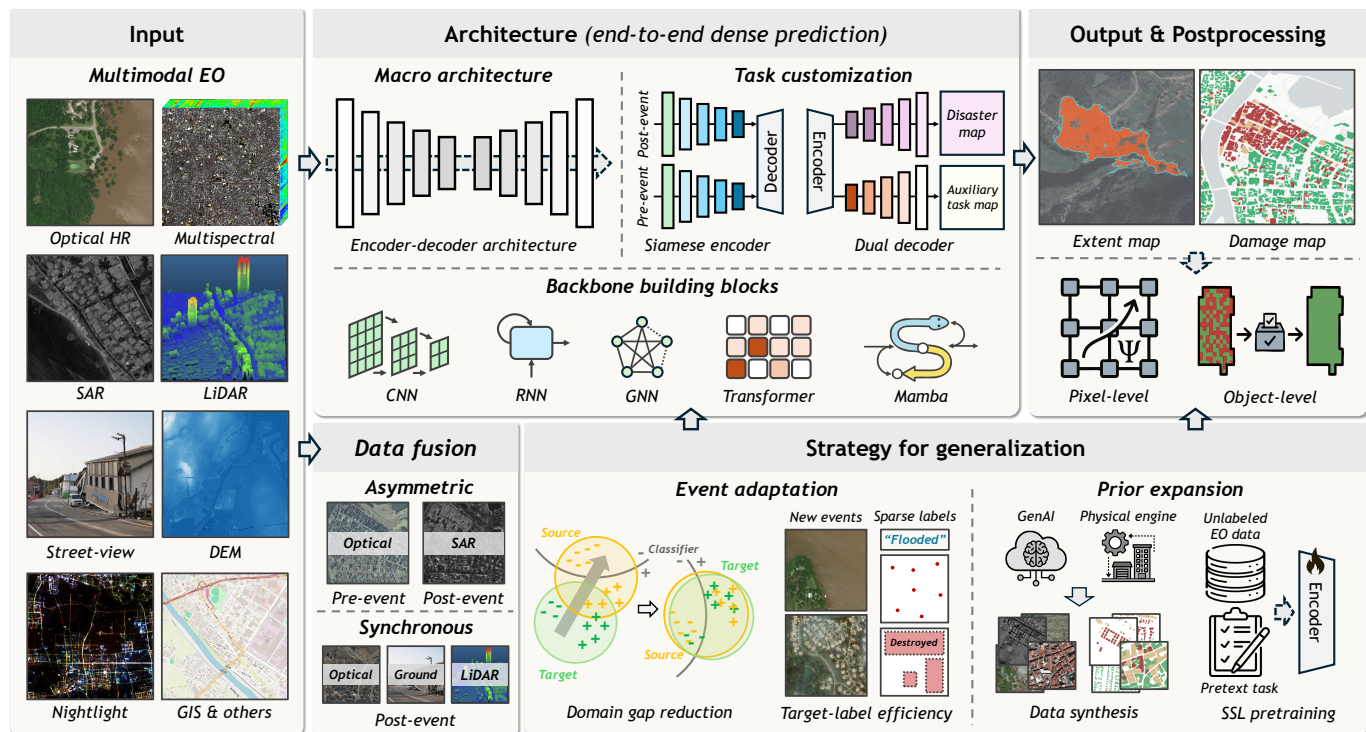 Input
Multimodal EO
Optical HR
Multispectral
SAR
LiDAR
Street-view
DEM
Nightlight
GIS & others
Architecture (end-to-end dense prediction)
Macro architecture
Encoder-decoder architecture
Task customization
Post-event
Pre-event
Decoder
Siamese encoder
Encoder
Disaster
map
Auxiliary
task map
Dual decoder
Backbone building blocks
CNN
RNN
GNN
Transformer
Mamba
Output & Postprocessing
Extent map
Damage map
Ψ
Pixel-level
Object-level
Data fusion
Asymmetric
Optical
SAR
Pre-event
Post-event
Synchronous
Optical
Ground
LiDAR
Post-event
Strategy for generalization
Event adaptation
Source
Classifier
Target
Target
Source
Domain gap reduction
New events
Sparse labels
“Flooded”
Destroyed
Target-label efficiency
Prior expansion
GenAI
Physical engine
Data synthesis
Unlabeled
EO data
Pretext task
Encoder
SSL pretraining